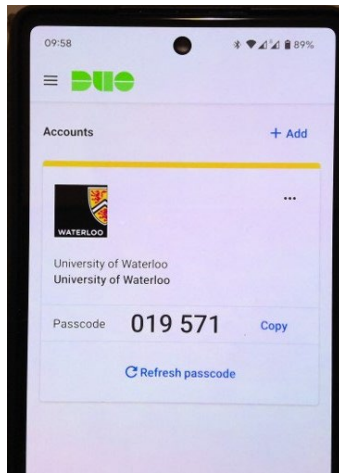 09:58 89%
DUO
Accounts + Add
WATERLOO
University of Waterloo
University of Waterloo
Passcode 019 571 Copy
Refresh passcode